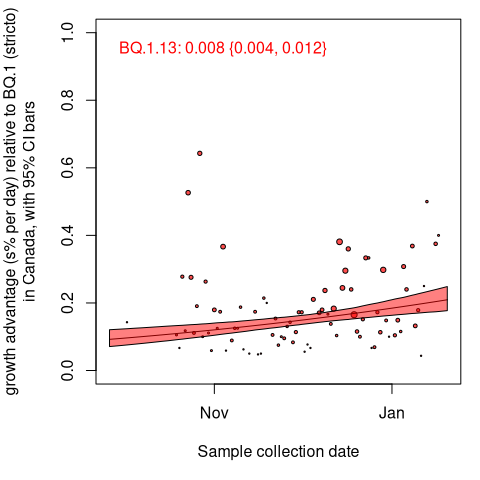 BQ.1.13: 0.008 {0.004, 0.012}
growth advantage (s% per day) relative to BQ.1 (stricto)
in Canada, with 95% CI bars
1.0
0.8
0.6
0.4
0.2
0.0
Nov Jan
Sample collection date